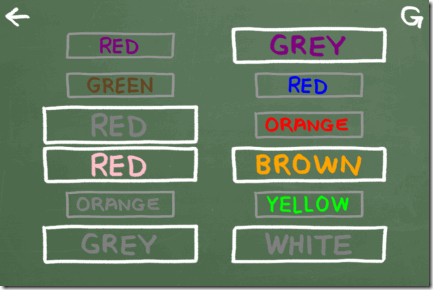 RED GREY
GREEN RED
RED ORANGE
RED BROWN
ORANGE YELLOW
GREY WHITE